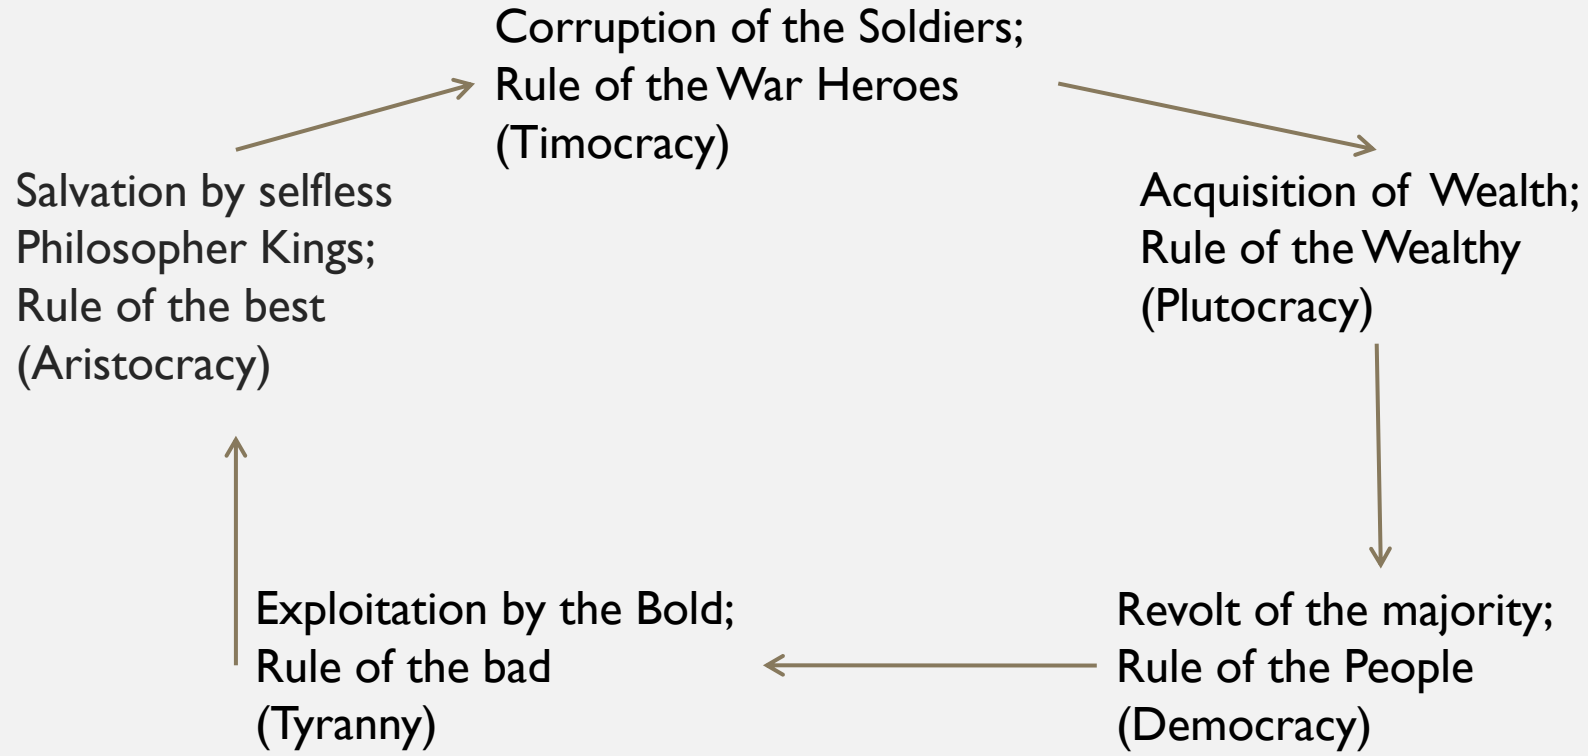 Corruption of the Soldiers;
Rule of the War Heroes
(Timocracy)
Salvation by selfless
Philosopher Kings;
Rule of the best
(Aristocracy)
Acquisition of Wealth;
Rule of the Wealthy
(Plutocracy)
Exploitation by the Bold;
Rule of the bad
(Tyranny)
Revolt of the majority;
Rule of the People
(Democracy)